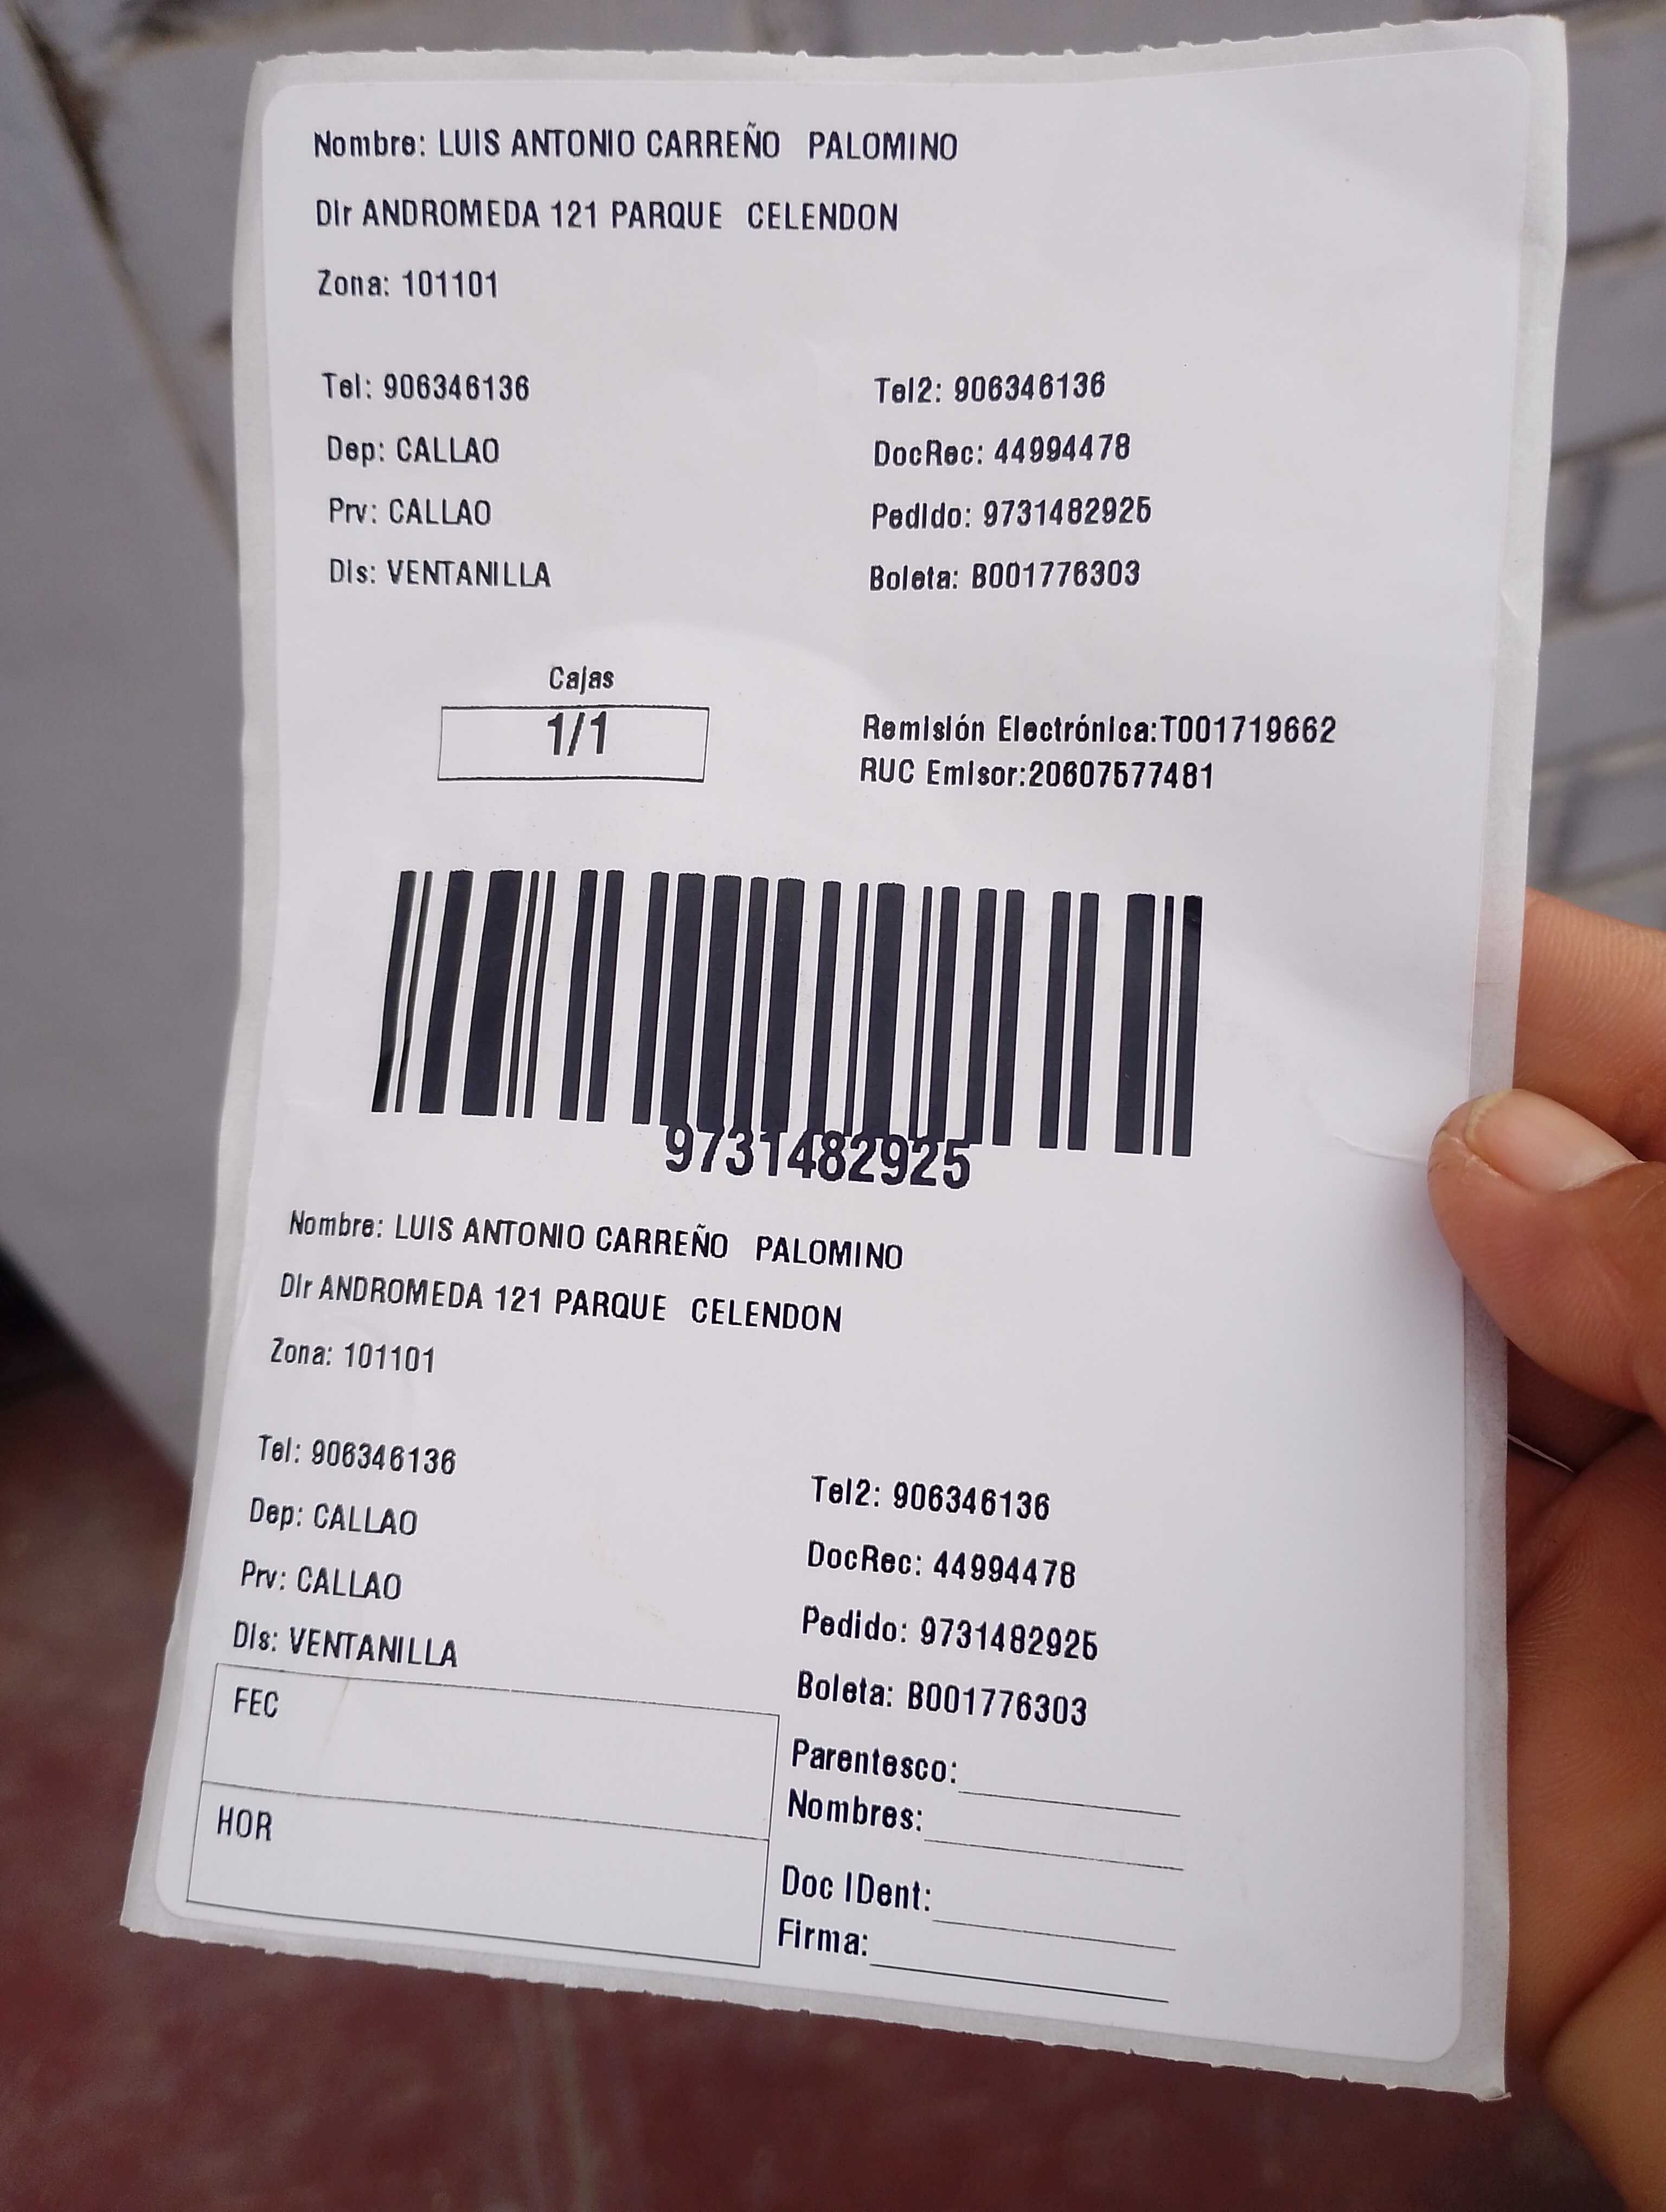 Nombre: LUIS ANTONIO CARREÑO PALOMINO
Dir ANDROMEDA 121 PARQUE CELENDON
Zona: 101101
Tel: 906346136
Tel2: 906346136
Dep: CALLAO
DocRec: 44994478
Prv: CALLAO
Pedido: 9731482925
Dis: VENTANILLA
Boleta: B001776303
Cajas
1/1
Remisión Electrónica:T001719662
RUC Emisor:20607577481
9731482925
Nombre: LUIS ANTONIO CARREÑO PALOMINO
Dir ANDROMEDA 121 PARQUE CELENDON
Zona: 101101
Tel: 906346136
Tel2: 906346136
Dep: CALLAO
DocRec: 44994478
Prv: CALLAO
Pedido: 9731482925
Dis: VENTANILLA
Boleta: B001776303
FEC
Parentesco:
Nombres:
HOR
Doc IDent:
Firma: